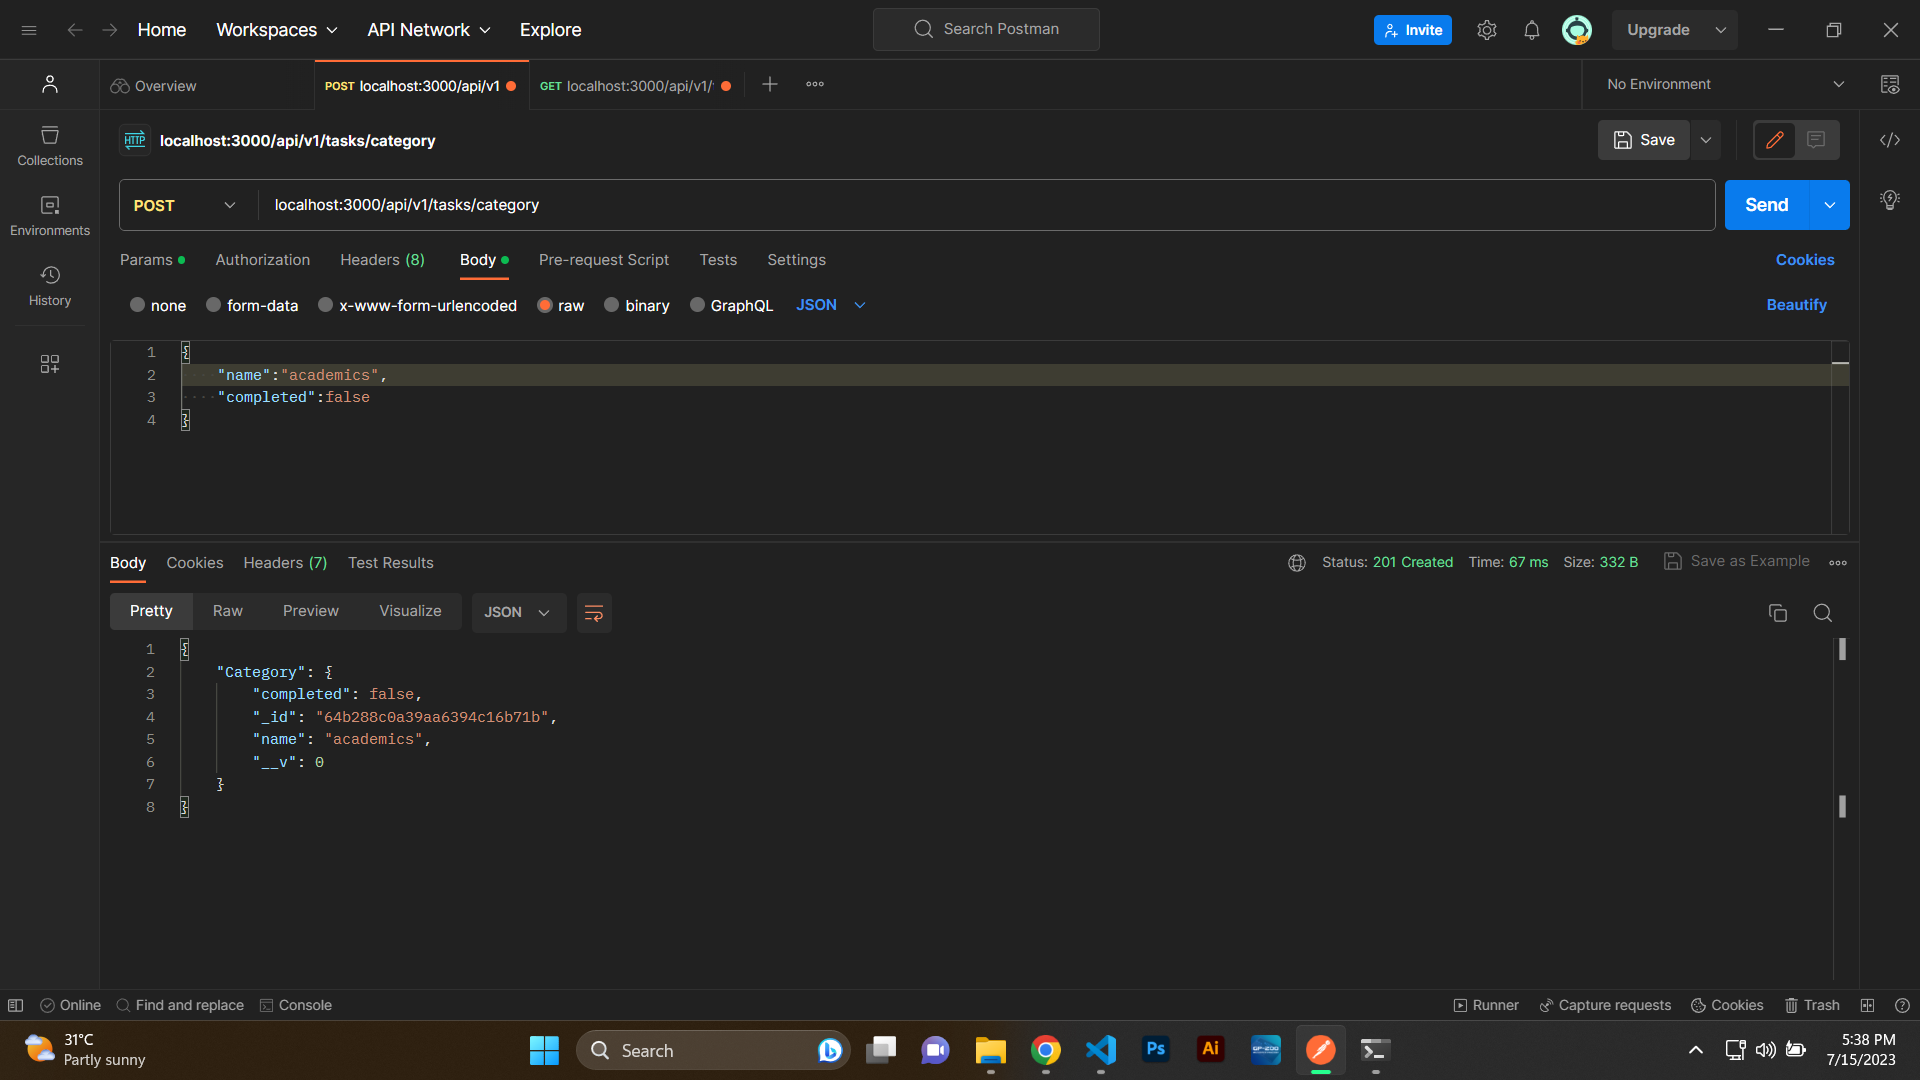 Home
Workspaces
API Network
Explore
Search Postman
Invite
Upgrade
Overview
POST localhost:3000/api/v1
GET localhost:3000/api/v1/
No Environment
Collections
Environments
History
HTTP localhost:3000/api/v1/tasks/category
Save
POST
localhost:3000/api/v1/tasks/category
Send
Params
Authorization
Headers (8)
Body
Pre-request Script
Tests
Settings
Cookies
none
form-data
x-www-form-urlencoded
raw
binary
GraphQL
JSON
Beautify
1 {
2 "name":"academics",
3 "completed":false
4 }
Body
Cookies
Headers (7)
Test Results
Status: 201 Created
Time: 67 ms
Size: 332 B
Save as Example
Pretty
Raw
Preview
Visualize
JSON
1 {
2 "Category": {
3 "completed": false,
4 "_id": "64b288c0a39aa6394c16b71b",
5 "name": "academics",
6 "__v": 0
7 }
8 }
Online
Find and replace
Console
Runner
Capture requests
Cookies
Trash
31°C
Partly sunny
Search
Ps
Ai
5:38 PM
7/15/2023